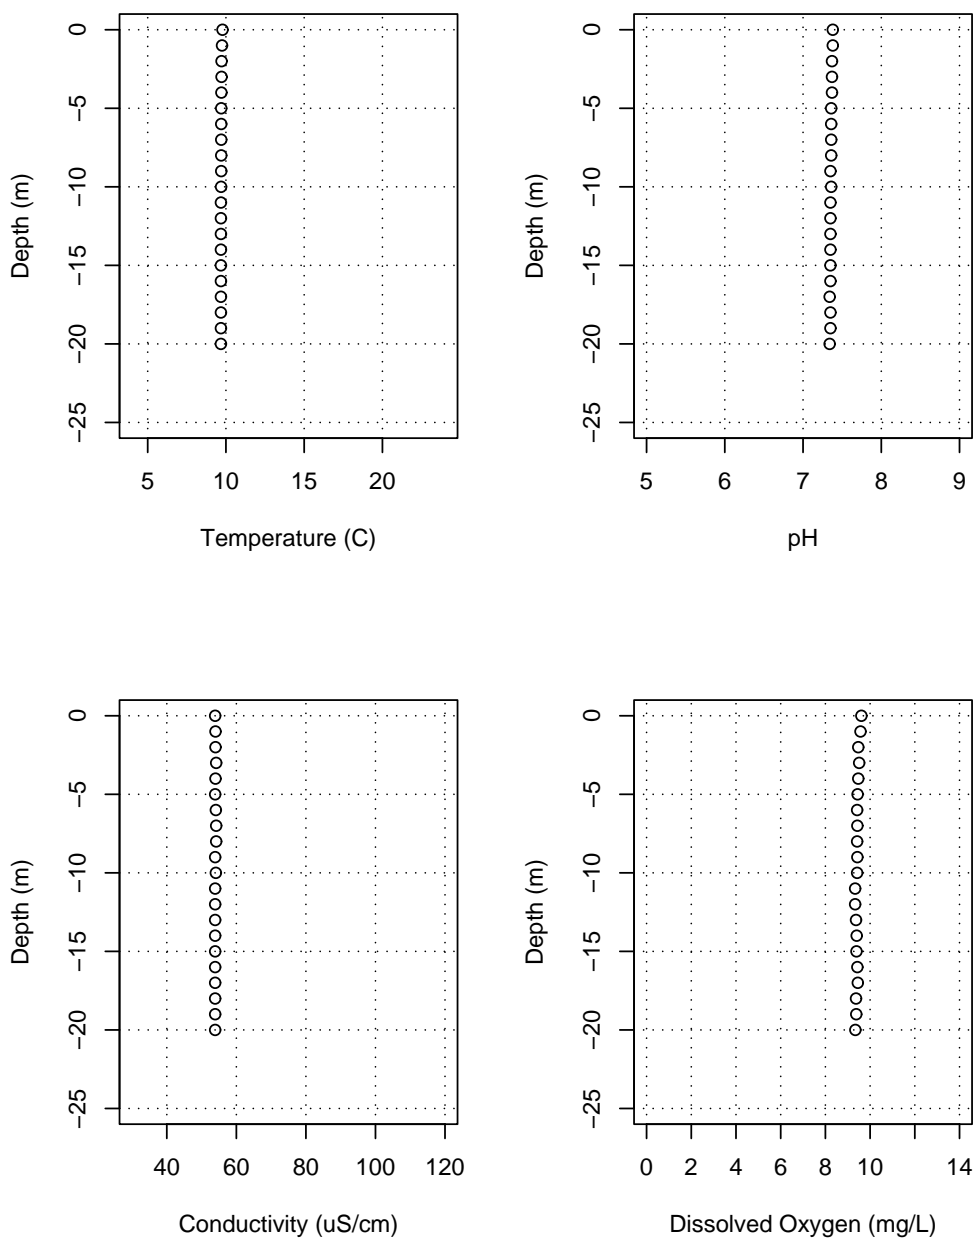 0
−5
−10
−15
−20
−25
Depth (m)
5 10 15 20
Temperature (C)
0
−5
−10
−15
−20
−25
Depth (m)
5 6 7 8 9
pH
0
−5
−10
−15
−20
−25
Depth (m)
40 60 80 100 120
Conductivity (uS/cm)
0
−5
−10
−15
−20
−25
Depth (m)
0 2 4 6 8 10 14
Dissolved Oxygen (mg/L)